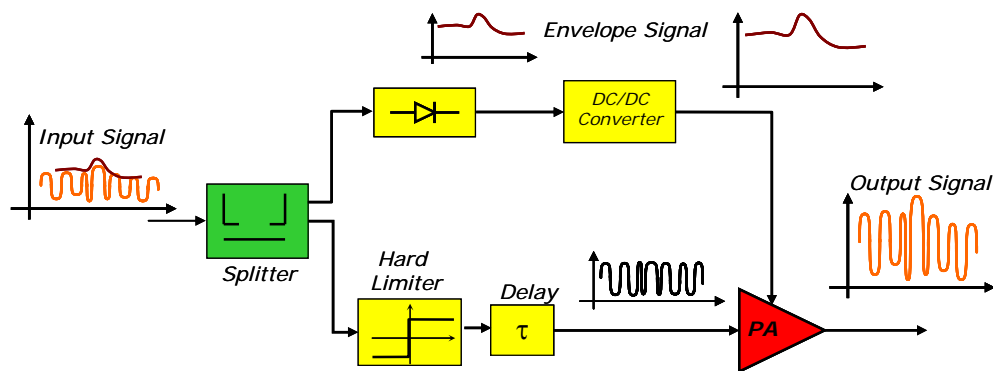 Envelope Signal
DC/DC
Converter
Input Signal
Output Signal
Splitter
Hard
Limiter
Delay
τ
PA